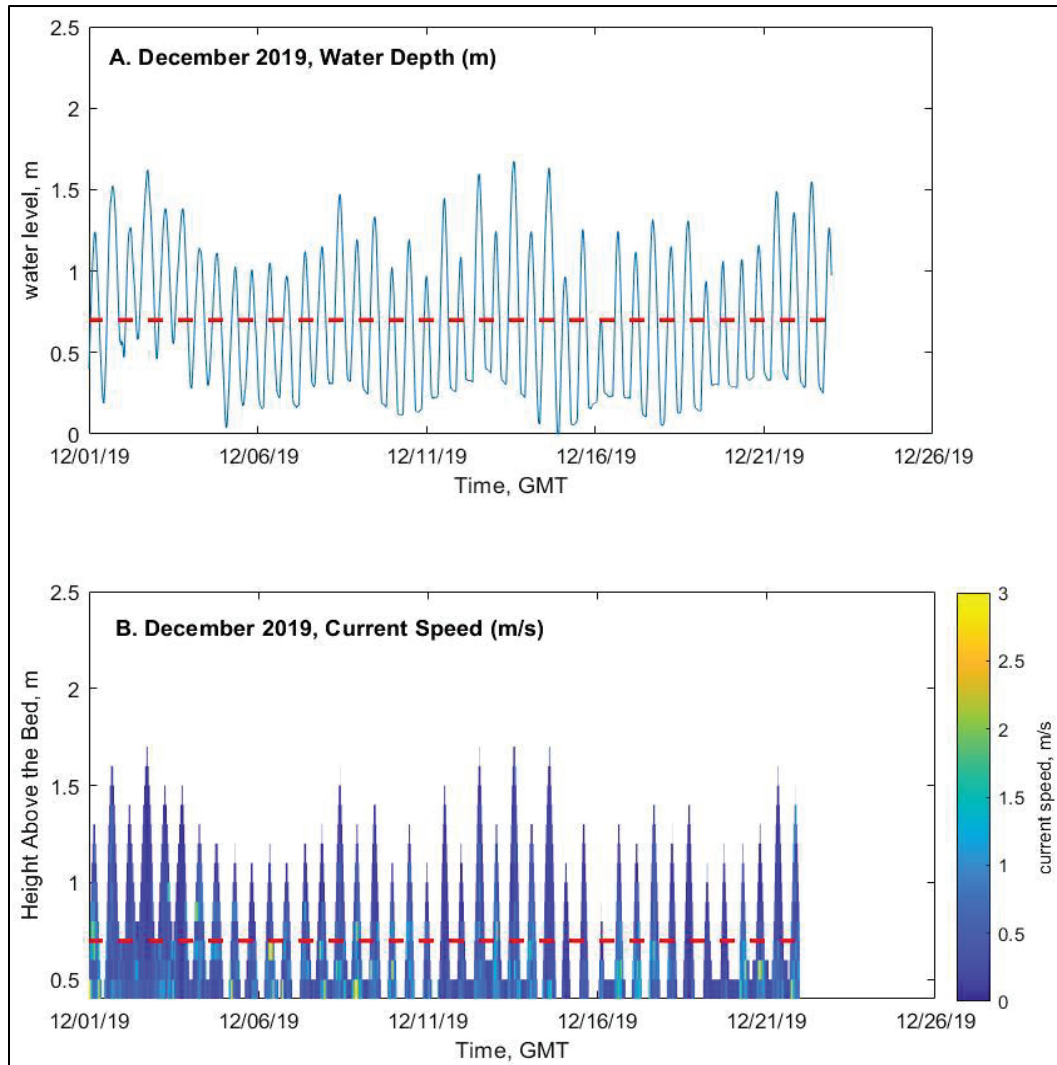 A. December 2019, Water Depth (m)
2.5
2
1.5
1
0.5
0
water level, m
12/01/19 12/06/19 12/11/19 12/16/19 12/21/19 12/26/19
Time, GMT
B. December 2019, Current Speed (m/s)
2.5
2
1.5
1
0.5
Height Above the Bed, m
12/01/19 12/06/19 12/11/19 12/16/19 12/21/19 12/26/19
Time, GMT
3
2.5
2
1.5
1
0.5
0
current speed, m/s